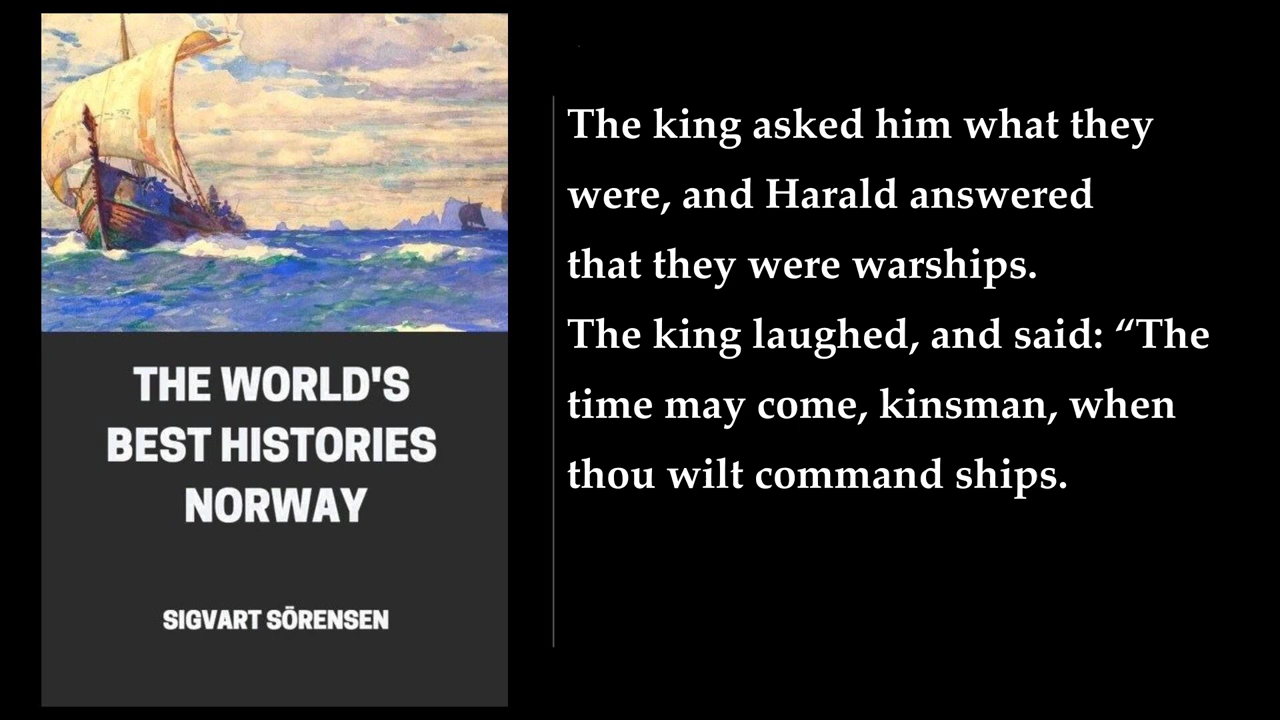 THE WORLD'S
BEST HISTORIES
NORWAY
SIGVART SÖRENSEN
The king asked him what they
were, and Harald answered
that they were warships.
The king laughed, and said: “The
time may come, kinsman, when
thou wilt command ships.